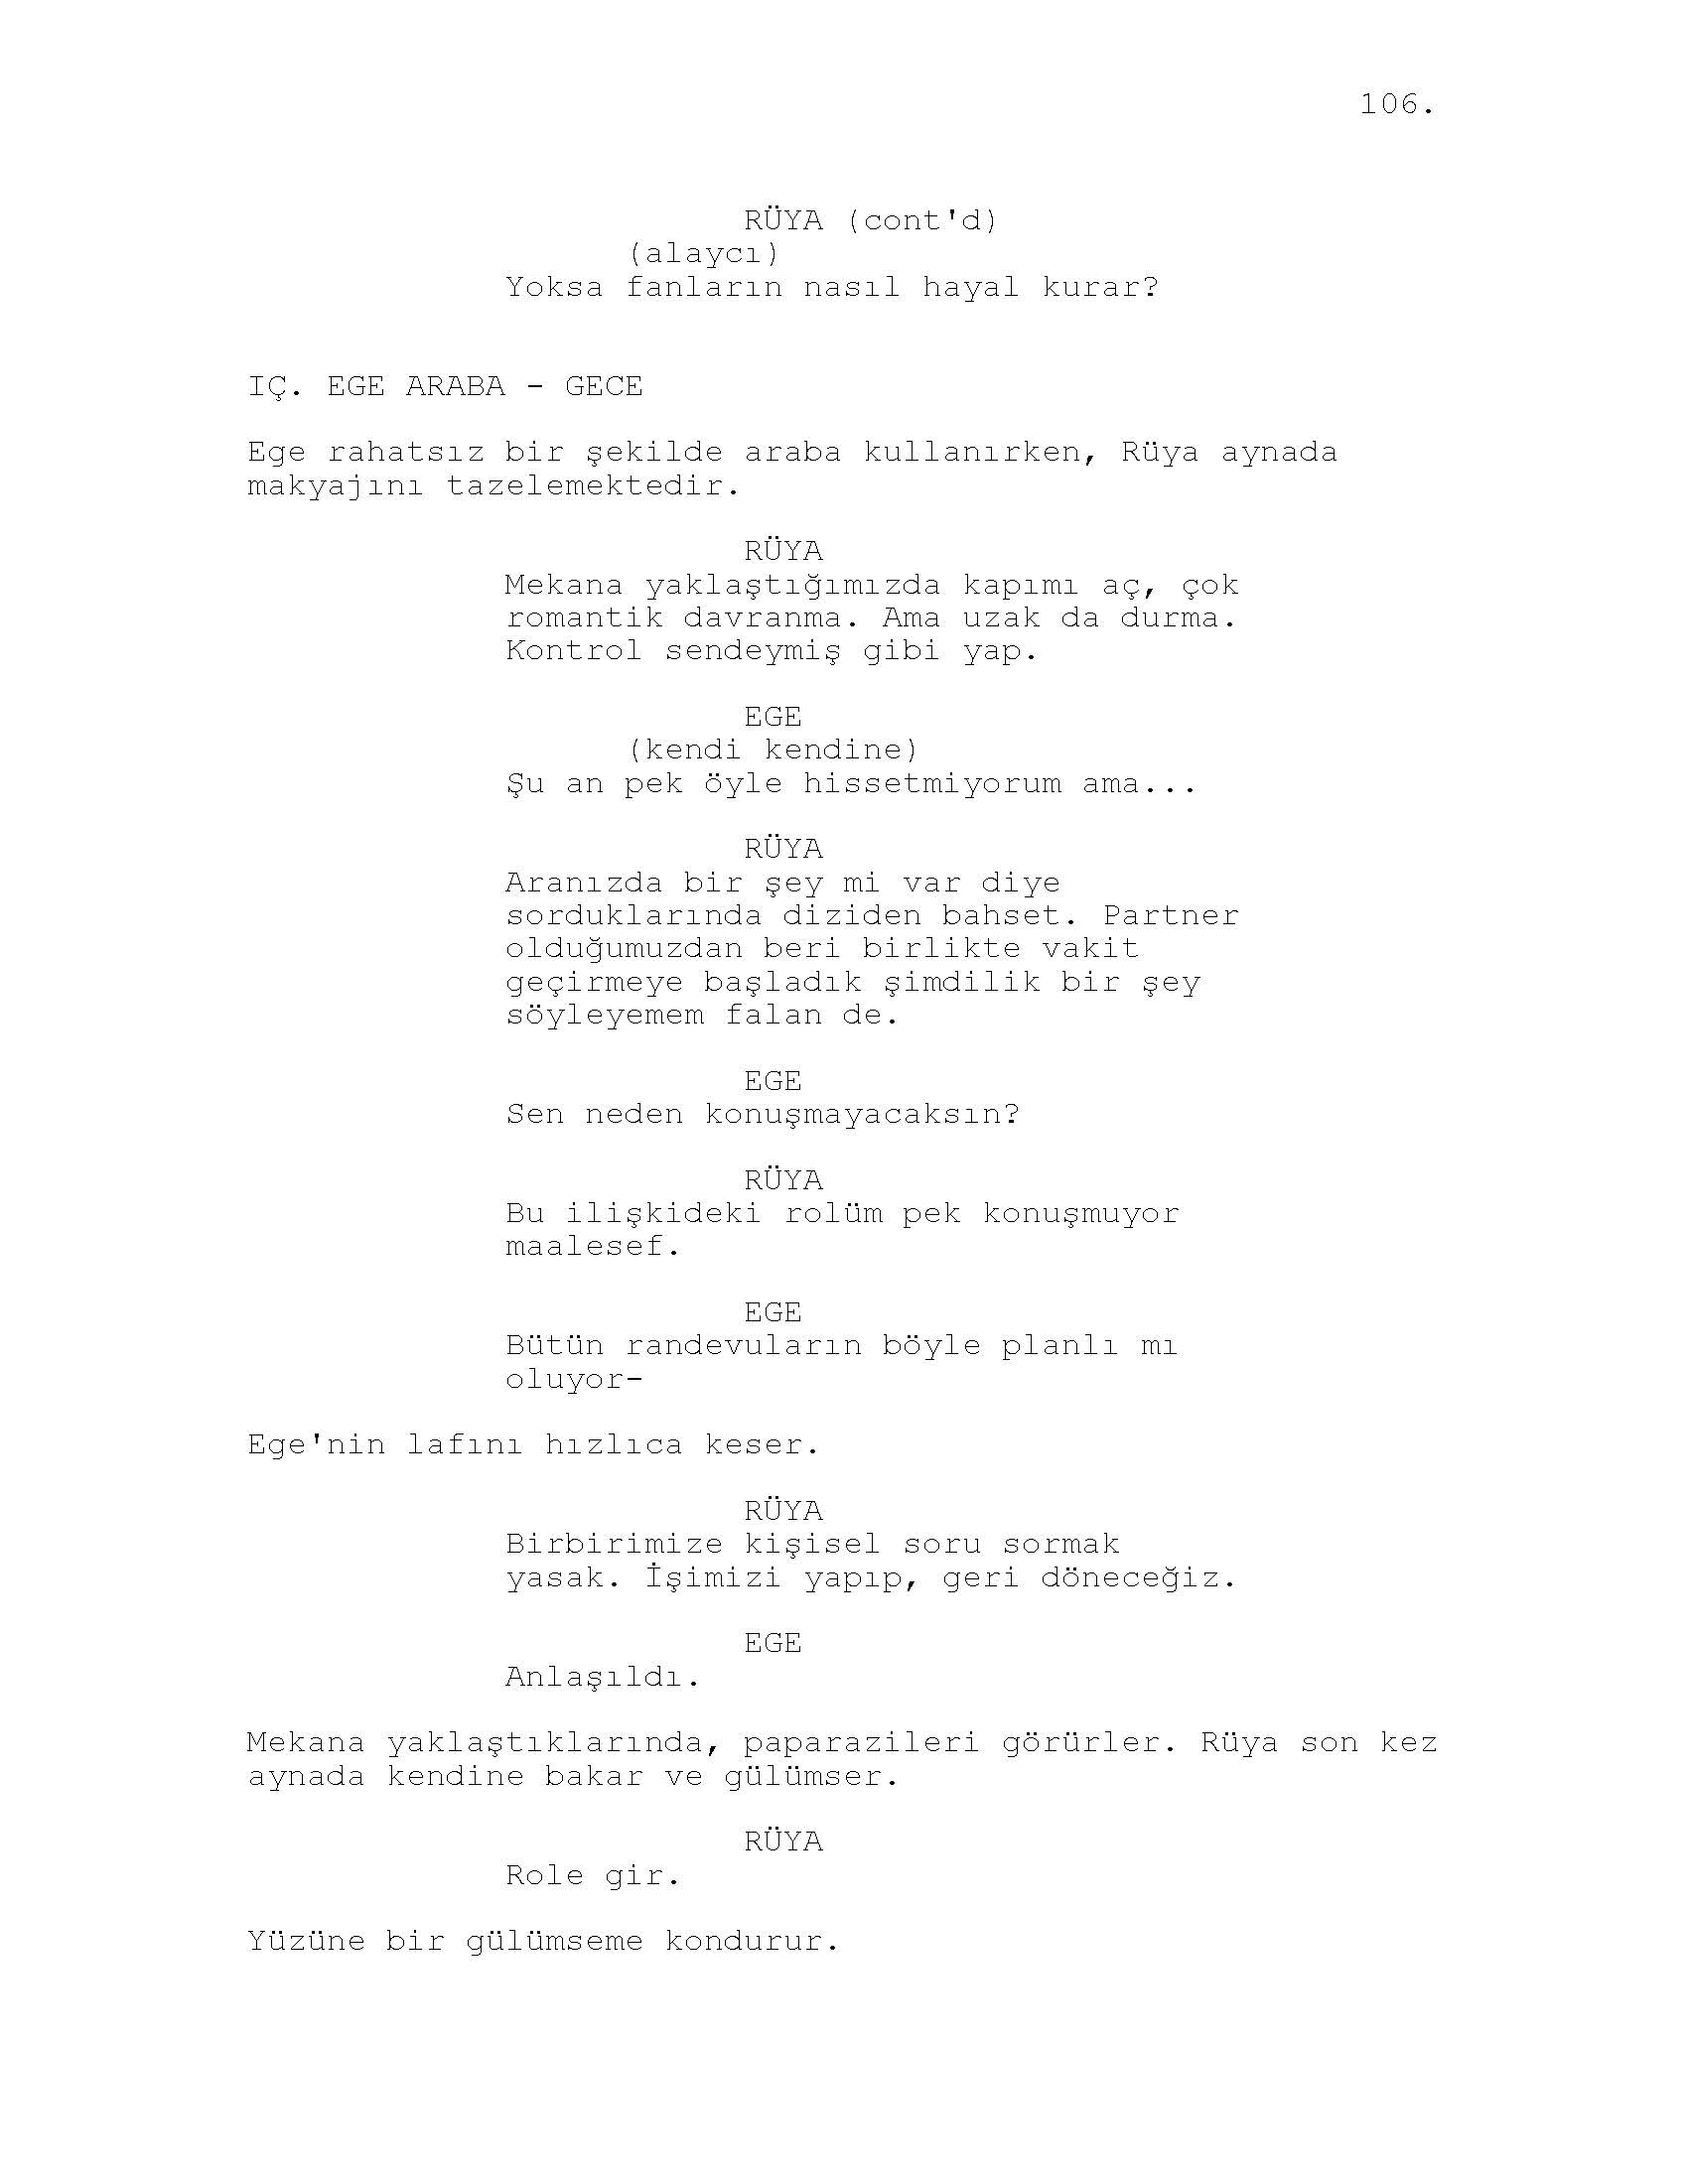 106.
RÜYA (cont'd)
(alaycı)
Yoksa fanların nasıl hayal kurar?
IÇ. EGE ARABA - GECE
Ege rahatsız bir şekilde araba kullanırken, Rüya aynada
makyajını tazelemektedir.
RÜYA
Mekana yaklaştığımızda kapımı aç, çok
romantik davranma. Ama uzak da durma.
Kontrol sendeymiş gibi yap.
EGE
(kendi kendine)
Şu an pek öyle hissetmiyorum ama...
RÜYA
Aranızda bir şey mi var diye
sorduklarında diziden bahset. Partner
olduğumuzdan beri birlikte vakit
geçirmeye başladık şimdilik bir şey
söyleyemem falan de.
EGE
Sen neden konuşmayacaksın?
RÜYA
Bu ilişkideki rolüm pek konuşmuyor
maalesef.
EGE
Bütün randevuların böyle planlı mı
oluyor-
Ege'nin lafını hızlıca keser.
RÜYA
Birbirimize kişisel soru sormak
yasak. İşimizi yapıp, geri döneceğiz.
EGE
Anlaşıldı.
Mekana yaklaştıklarında, paparazileri görürler. Rüya son kez
aynada kendine bakar ve gülümser.
RÜYA
Role gir.
Yüzüne bir gülümseme kondurur.